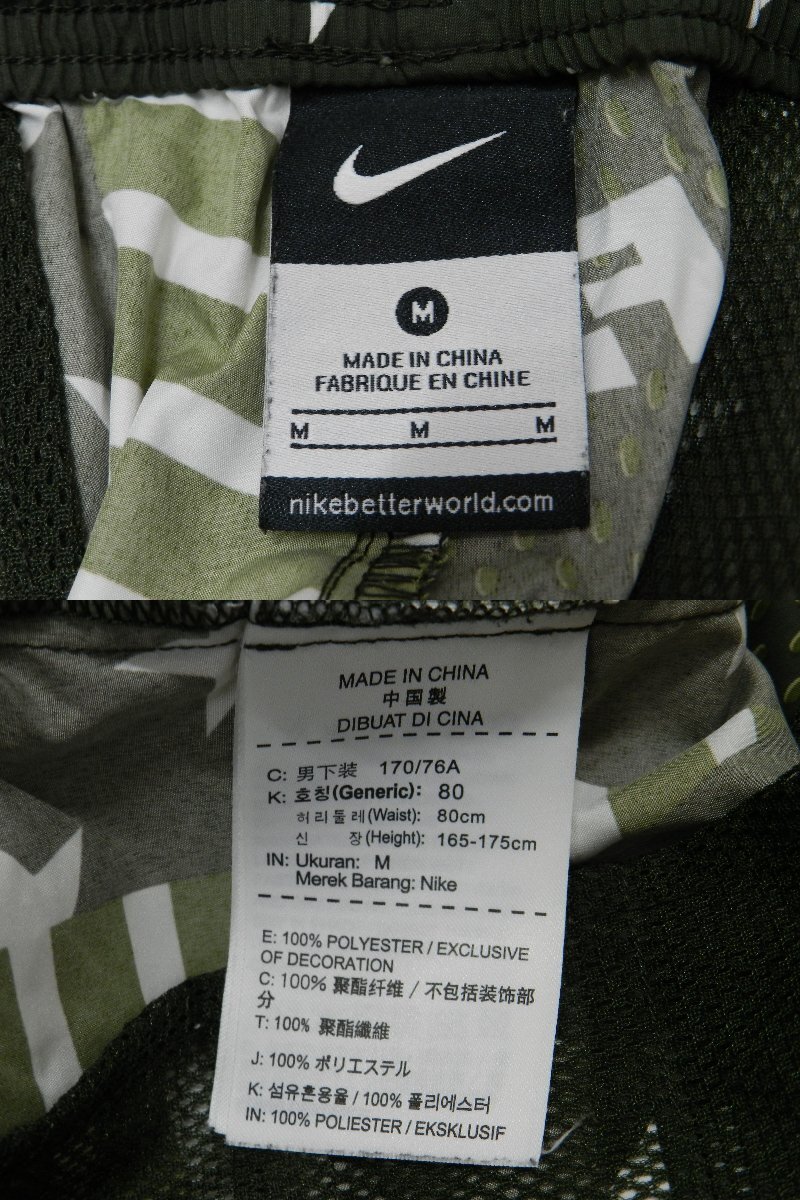 M
MADE IN CHINA
FABRIQUE EN CHINE
M M M
nikebetterworld.com
MADE IN CHINA
中国製
DIBUAT DI CINA
C: 男下装 170/76A
K: 호칭(Generic): 80
허리둘레(Waist): 80cm
신 장(Height): 165-175cm
IN: Ukuran: M
Merek Barang: Nike
E: 100% POLYESTER / EXCLUSIVE
OF DECORATION
C: 100% 聚酯纤维 / 不包括装饰部
分
T: 100% 聚酯纖維
J: 100% ポリエステル
K: 섬유혼용율 / 100% 폴리에스터
IN: 100% POLIESTER / EKSKLUSIF